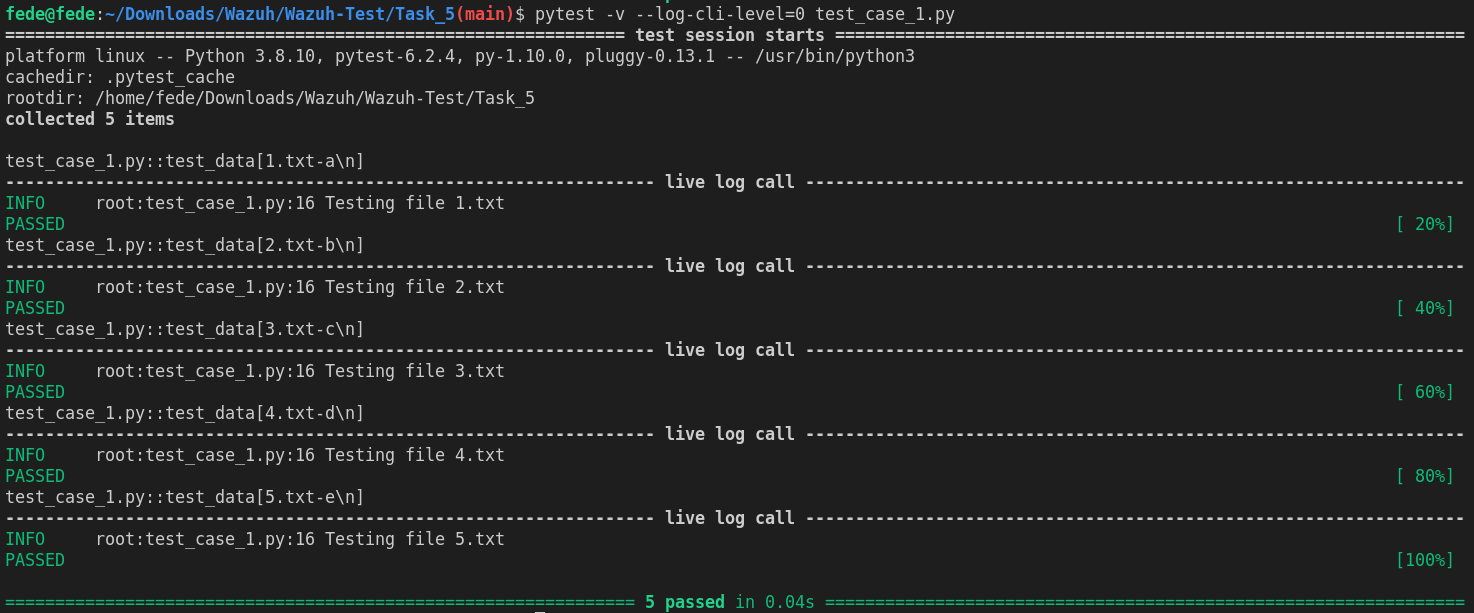 fede@fede:~/Downloads/Wazuh/Wazuh-Test/Task_5(main)$ pytest -v --log-cli-level=0 test_case_1.py
============================================================== test session starts ===============================================================
platform linux -- Python 3.8.10, pytest-6.2.4, py-1.10.0, pluggy-0.13.1 -- /usr/bin/python3
cachedir: .pytest_cache
rootdir: /home/fede/Downloads/Wazuh/Wazuh-Test/Task_5
collected 5 items

test_case_1.py::test_data[1.txt-a\n]
----------------------------------------------------------------- live log call ------------------------------------------------------------------
INFO     root:test_case_1.py:16 Testing file 1.txt
PASSED                                                                                                                                     [ 20%]
test_case_1.py::test_data[2.txt-b\n]
----------------------------------------------------------------- live log call ------------------------------------------------------------------
INFO     root:test_case_1.py:16 Testing file 2.txt
PASSED                                                                                                                                     [ 40%]
test_case_1.py::test_data[3.txt-c\n]
----------------------------------------------------------------- live log call ------------------------------------------------------------------
INFO     root:test_case_1.py:16 Testing file 3.txt
PASSED                                                                                                                                     [ 60%]
test_case_1.py::test_data[4.txt-d\n]
----------------------------------------------------------------- live log call ------------------------------------------------------------------
INFO     root:test_case_1.py:16 Testing file 4.txt
PASSED                                                                                                                                     [ 80%]
test_case_1.py::test_data[5.txt-e\n]
----------------------------------------------------------------- live log call ------------------------------------------------------------------
INFO     root:test_case_1.py:16 Testing file 5.txt
PASSED                                                                                                                                     [100%]

=============================================================== 5 passed in 0.04s ================================================================